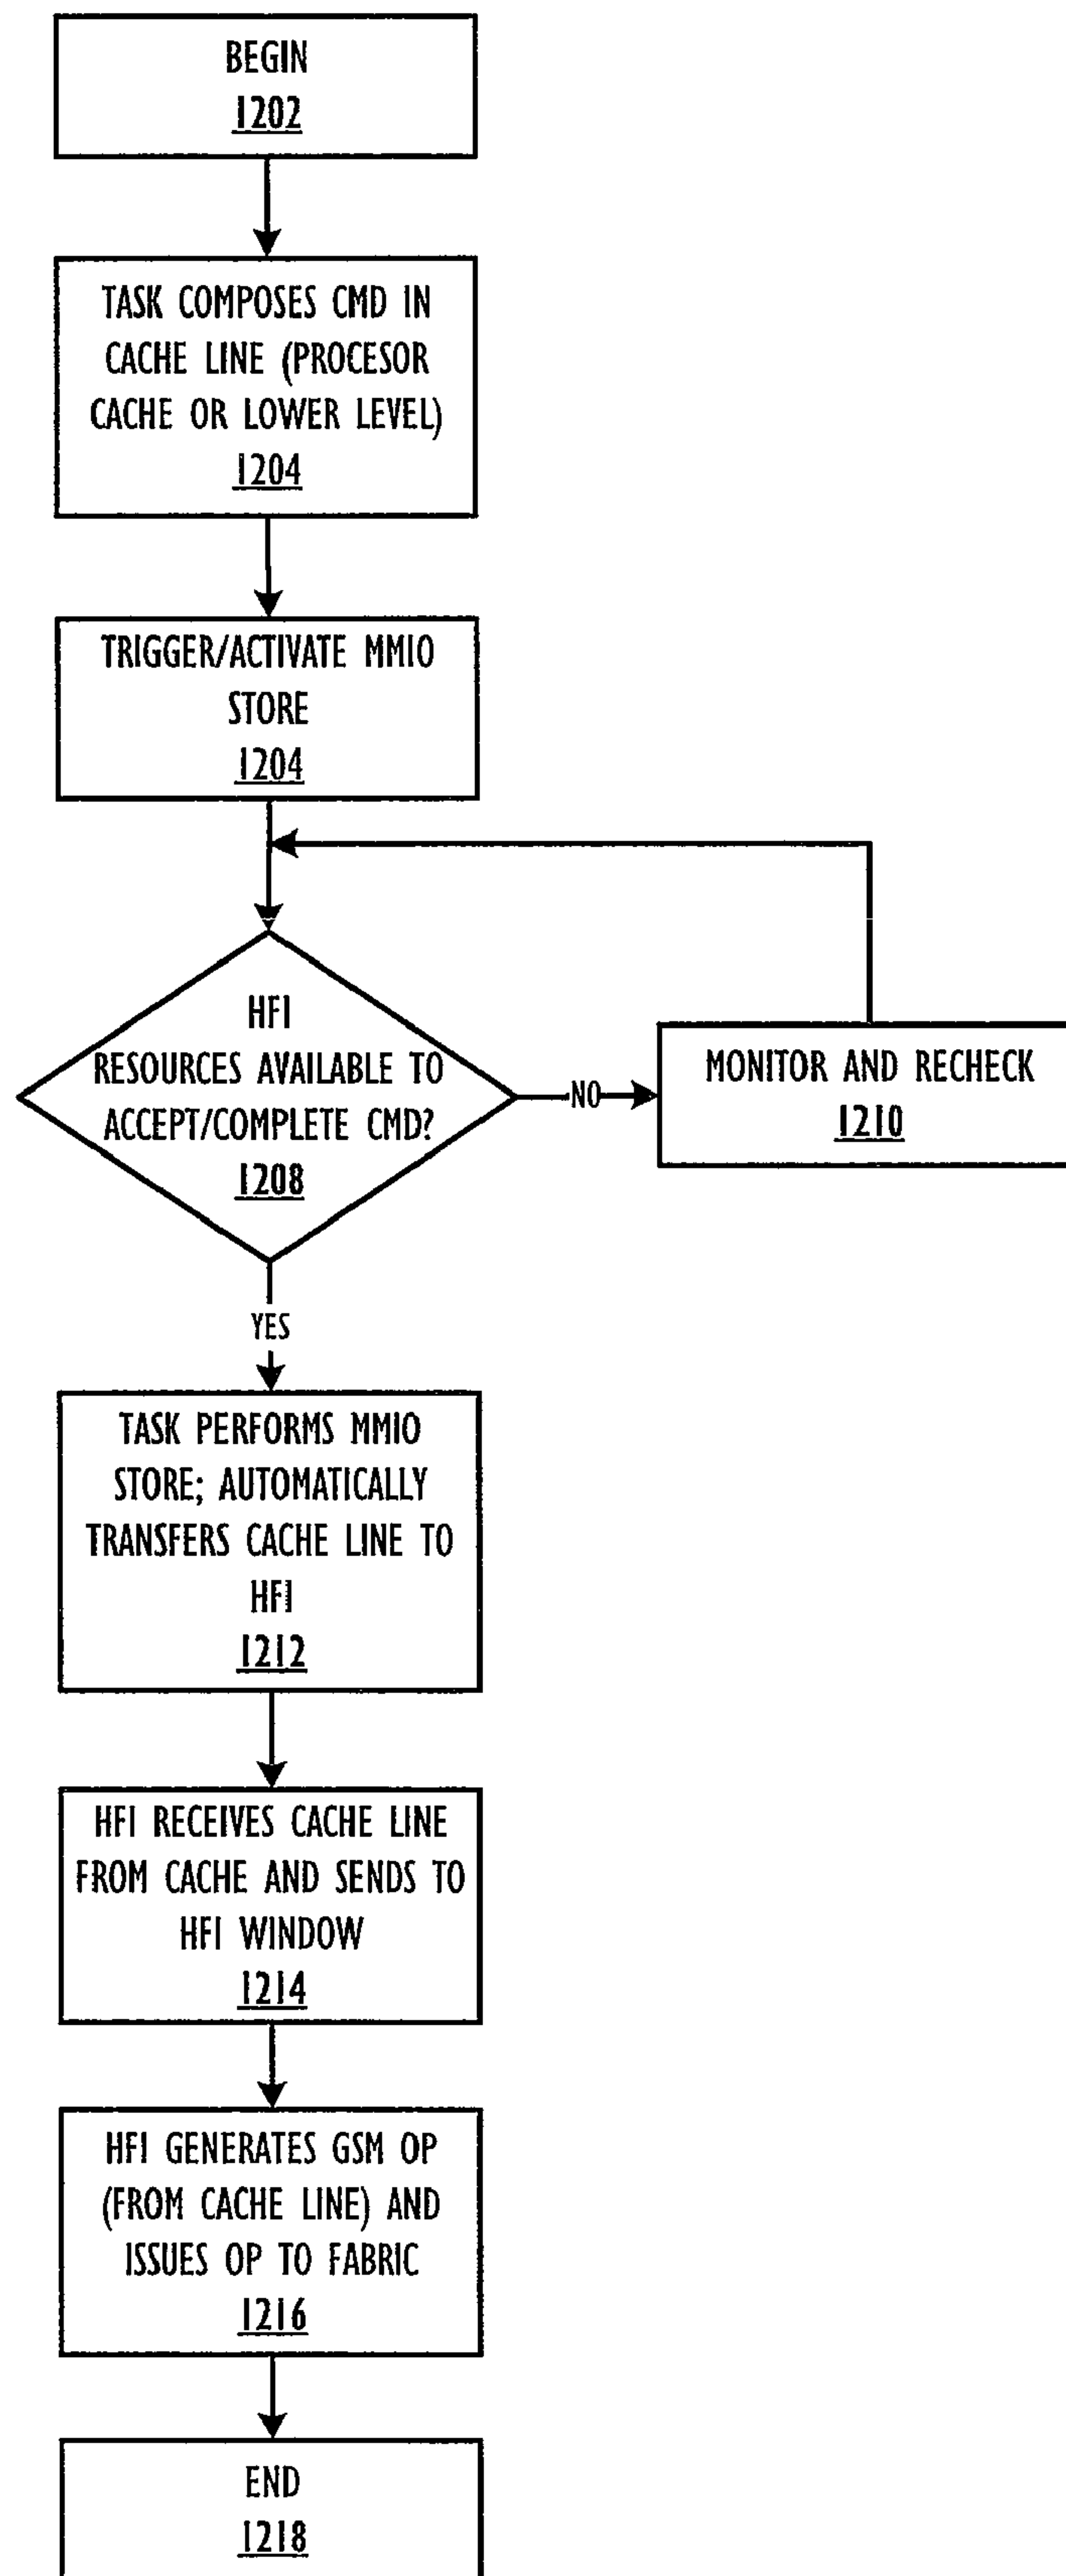 BEGIN
1202
TASK COMPOSES CMD IN
CACHE LINE (PROCESOR
CACHE OR LOWER LEVEL)
1204
TRIGGER/ACTIVATE MMIO
STORE
1204
HFI
RESOURCES AVAILABLE TO
ACCEPT/COMPLETE CMD?
1208
NO
MONITOR AND RECHECK
1210
YES
TASK PERFORMS MMIO
STORE; AUTOMATICALLY
TRANSFERS CACHE LINE TO
HFI
1212
HFI RECEIVES CACHE LINE
FROM CACHE AND SENDS TO
HFI WINDOW
1214
HFI GENERATES GSM OP
(FROM CACHE LINE) AND
ISSUES OP TO FABRIC
1216
END
1218